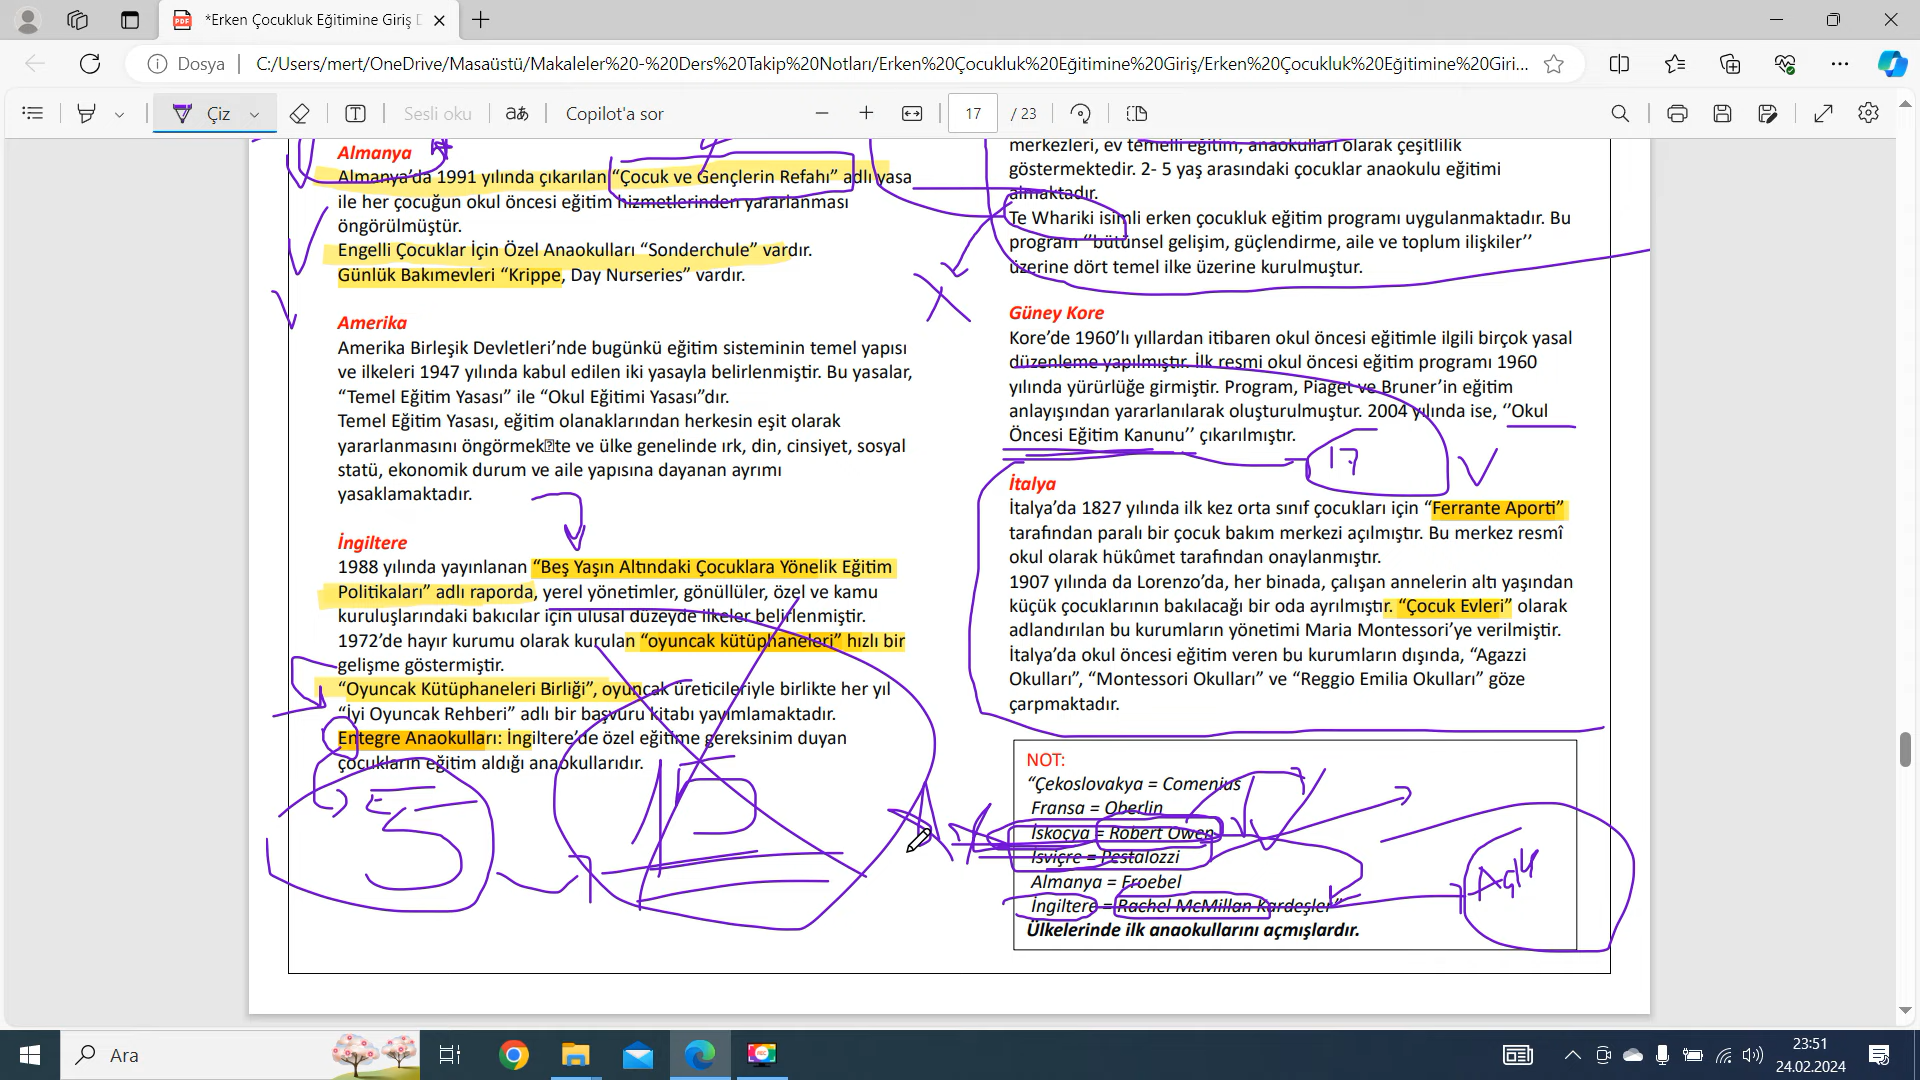 *Erken Çocukluk Eğitimine Giriş D
Dosya
C:/Users/mert/OneDrive/Masaüstü/Makaleler%20-%20Ders%20Takip%20Notları/Erken%20Çocukluk%20Eğitimine%20Giriş/Erken%20Çocukluk%20Eğitimine%20Giri...
Çiz
Sesli oku
aあ
Copilot'a sor
17
/ 23
Almanya
Almanya’da 1991 yılında çıkarılan “Çocuk ve Gençlerin Refahı” adlı yasa
ile her çocuğun okul öncesi eğitim hizmetlerinden yararlanması
öngörülmüştür.
Engelli Çocuklar İçin Özel Anaokulları “Sonderchule” vardır.
Günlük Bakımevleri “Krippe, Day Nurseries” vardır.
Amerika
Amerika Birleşik Devletleri’nde bugünkü eğitim sisteminin temel yapısı
ve ilkeleri 1947 yılında kabul edilen iki yasayla belirlenmiştir. Bu yasalar,
“Temel Eğitim Yasası” ile “Okul Eğitimi Yasası”dır.
Temel Eğitim Yasası, eğitim olanaklarından herkesin eşit olarak
yararlanmasını öngörmek�te ve ülke genelinde ırk, din, cinsiyet, sosyal
statü, ekonomik durum ve aile yapısına dayanan ayrımı
yasaklamaktadır.
İngiltere
1988 yılında yayınlanan “Beş Yaşın Altındaki Çocuklara Yönelik Eğitim
Politikaları” adlı raporda, yerel yönetimler, gönüllüler, özel ve kamu
kuruluşlarındaki bakıcılar için ulusal düzeyde ilkeler belirlenmiştir.
1972’de hayır kurumu olarak kurulan “oyuncak kütüphaneleri” hızlı bir
gelişme göstermiştir.
“Oyuncak Kütüphaneleri Birliği”, oyuncak üreticileriyle birlikte her yıl
“İyi Oyuncak Rehberi” adlı bir başvuru kitabı yayımlamaktadır.
Entegre Anaokulları: İngiltere’de özel eğitime gereksinim duyan
çocukların eğitim aldığı anaokullarıdır.
5
15
merkezleri, ev temelli eğitim, anaokulları olarak çeşitlilik
göstermektedir. 2- 5 yaş arasındaki çocuklar anaokulu eğitimi
almaktadır.
Te Whariki isimli erken çocukluk eğitim programı uygulanmaktadır. Bu
program ‘’bütünsel gelişim, güçlendirme, aile ve toplum ilişkiler’’
üzerine dört temel ilke üzerine kurulmuştur.
Güney Kore
Kore’de 1960’lı yıllardan itibaren okul öncesi eğitimle ilgili birçok yasal
düzenleme yapılmıştır. İlk resmi okul öncesi eğitim programı 1960
yılında yürürlüğe girmiştir. Program, Piaget ve Bruner’in eğitim
anlayışından yararlanılarak oluşturulmuştur. 2004 yılında ise, ‘’Okul
Öncesi Eğitim Kanunu’’ çıkarılmıştır.
17
İtalya
İtalya’da 1827 yılında ilk kez orta sınıf çocukları için “Ferrante Aporti”
tarafından paralı bir çocuk bakım merkezi açılmıştır. Bu merkez resmî
okul olarak hükûmet tarafından onaylanmıştır.
1907 yılında da Lorenzo’da, her binada, çalışan annelerin altı yaşından
küçük çocuklarının bakılacağı bir oda ayrılmıştır. “Çocuk Evleri” olarak
adlandırılan bu kurumların yönetimi Maria Montessori’ye verilmiştir.
İtalya’da okul öncesi eğitim veren bu kurumların dışında, “Agazzi
Okulları”, “Montessori Okulları” ve “Reggio Emilia Okulları” göze
çarpmaktadır.
NOT:
“Çekoslovakya = Comenius
Fransa = Oberlin
İskoçya = Robert Owen
İsviçre = Pestalozzi
Almanya = Froebel
İngiltere = Rachel McMillan Kardeşler”
Ülkelerinde ilk anaokullarını açmışlardır.
Ara
23:51
24.02.2024